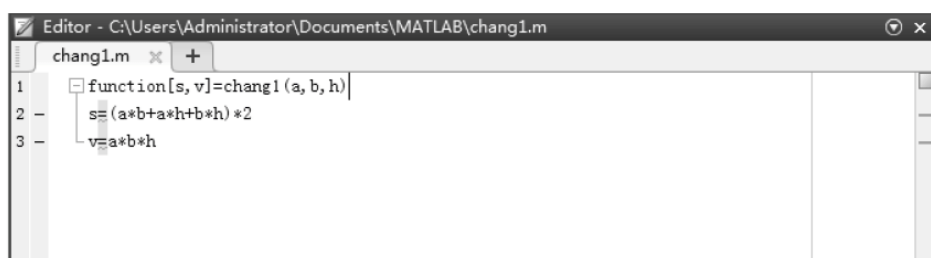 Editor - C:\Users\Administrator\Documents\MATLAB\chang1.m
chang1.m
1 function[s,v]=chang1(a,b,h)
2 – s=(a*b+a*h+b*h)*2
3 – v=a*b*h